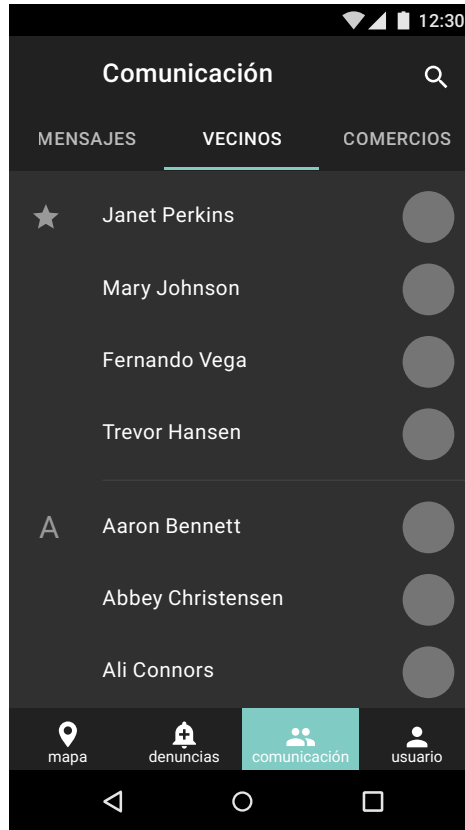 12:30
Comunicación
MENSAJES VECINOS COMERCIOS
Janet Perkins
Mary Johnson
Fernando Vega
Trevor Hansen
A Aaron Bennett
Abbey Christensen
Ali Connors
mapa denuncias comunicación usuario